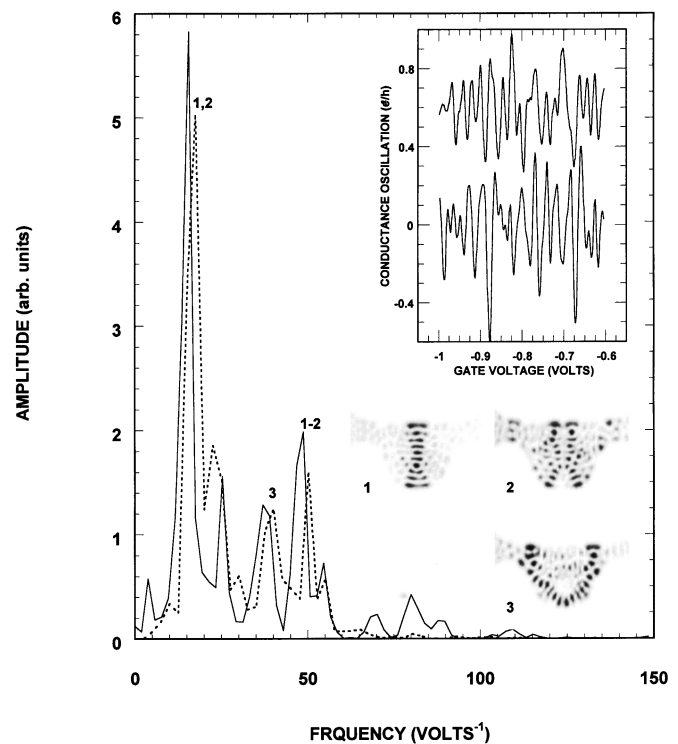 6
5
4
3
2
1
0
AMPLITUDE (arb. units)
1,2
3
1-2
0.8
0.4
0
-0.4
CONDUCTANCE OSCILLATION (e²/h)
-1 -0.9 -0.8 -0.7 -0.6
GATE VOLTAGE (VOLTS)
1
2
3
0 50 100 150
FRQUENCY (VOLTS⁻¹)